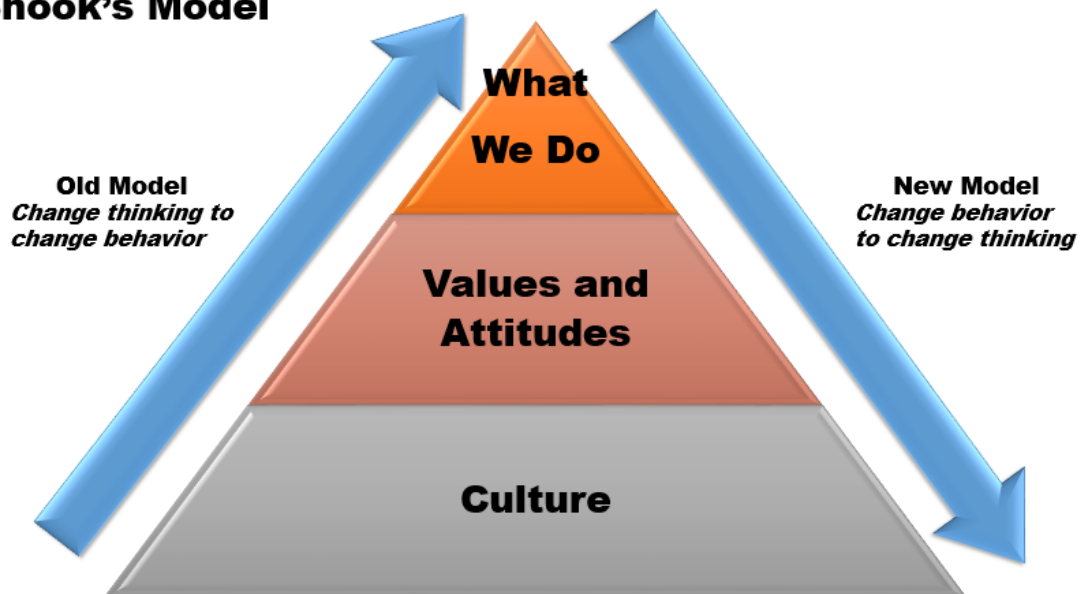 hook's Model
What
We Do
Old Model
Change thinking to
change behavior
New Model
Change behavior
to change thinking
Values and
Attitudes
Culture